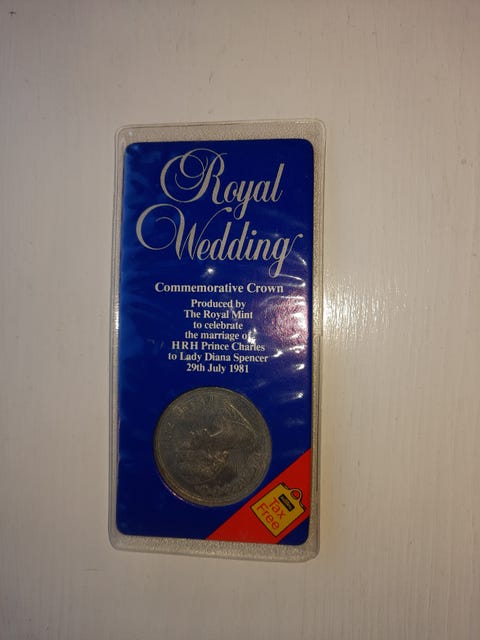 Royal
Wedding
Commemorative Crown
Produced by
The Royal Mint
to celebrate
the marriage of
HRH Prince Charles
to Lady Diana Spencer
29th July 1981
Tax
Free